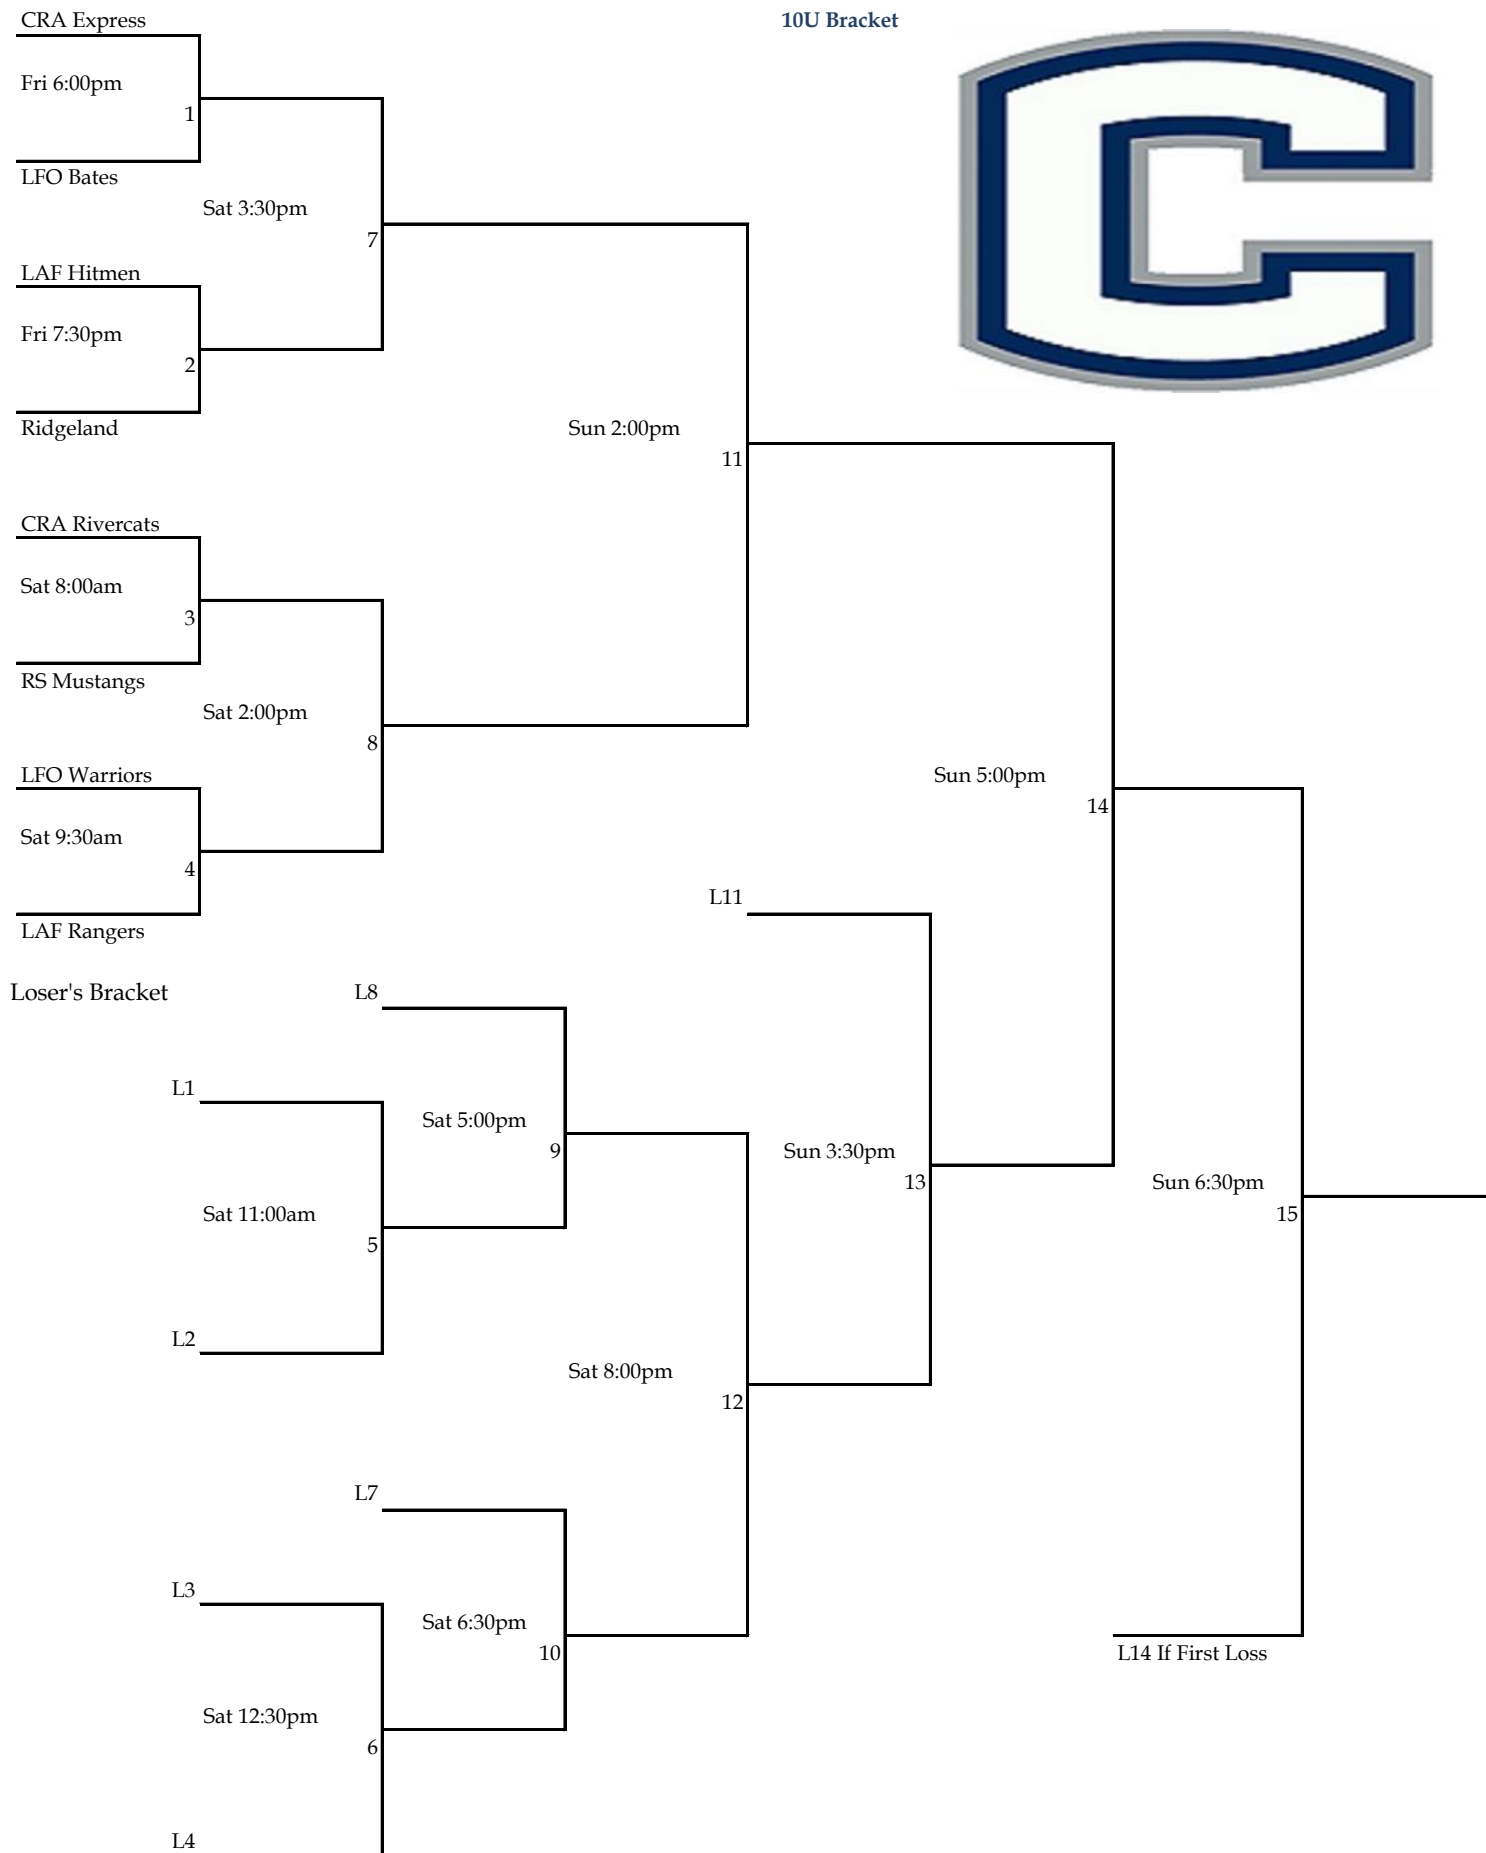 CRA Express
10U Bracket
Fri 6:00pm
1
LFO Bates
Sat 3:30pm
7
LAF Hitmen
Fri 7:30pm
2
Ridgeland
Sun 2:00pm
11
CRA Rivercats
Sat 8:00am
3
RS Mustangs
Sat 2:00pm
8
LFO Warriors
Sun 5:00pm
14
Sat 9:30am
4
L11
LAF Rangers
Loser's Bracket
L8
L1
Sat 5:00pm
9
Sun 3:30pm
13
Sun 6:30pm
15
Sat 11:00am
5
L2
Sat 8:00pm
12
L7
L3
Sat 6:30pm
10
L14 If First Loss
Sat 12:30pm
6
L4